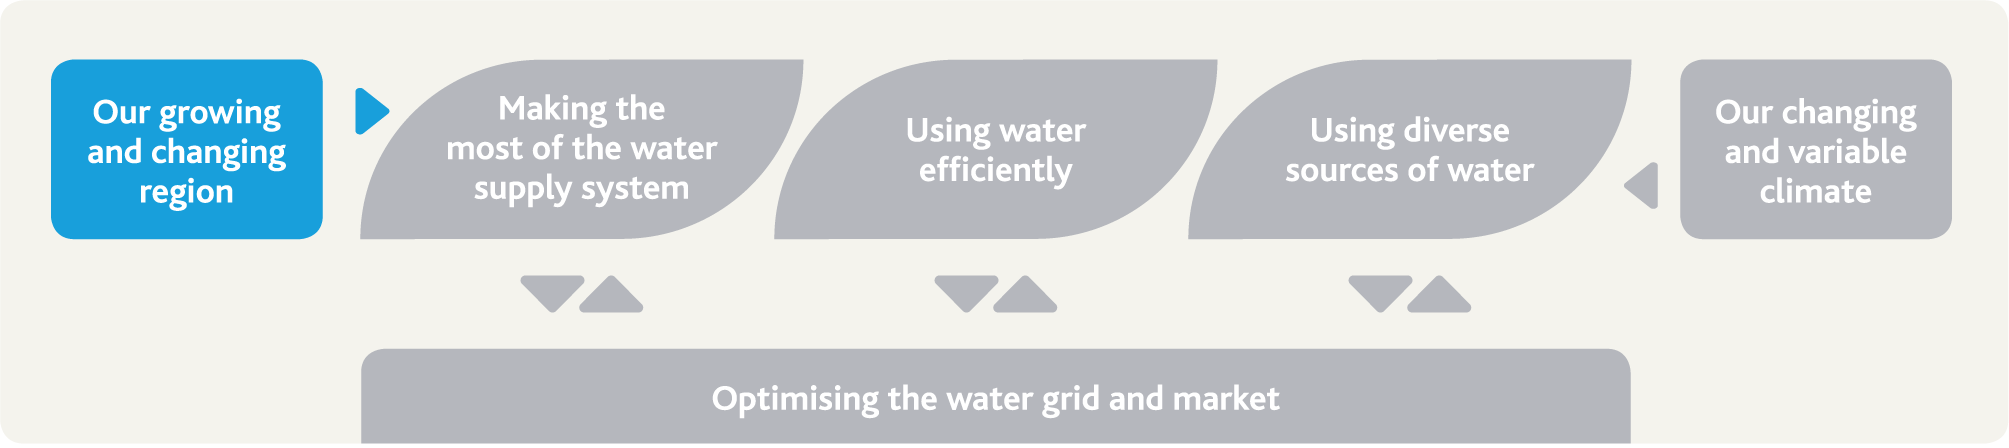 Our growing
and changing
region
Making the
most of the water
supply system
Using water
efficiently
Using diverse
sources of water
Our changing
and variable
climate
Optimising the water grid and market